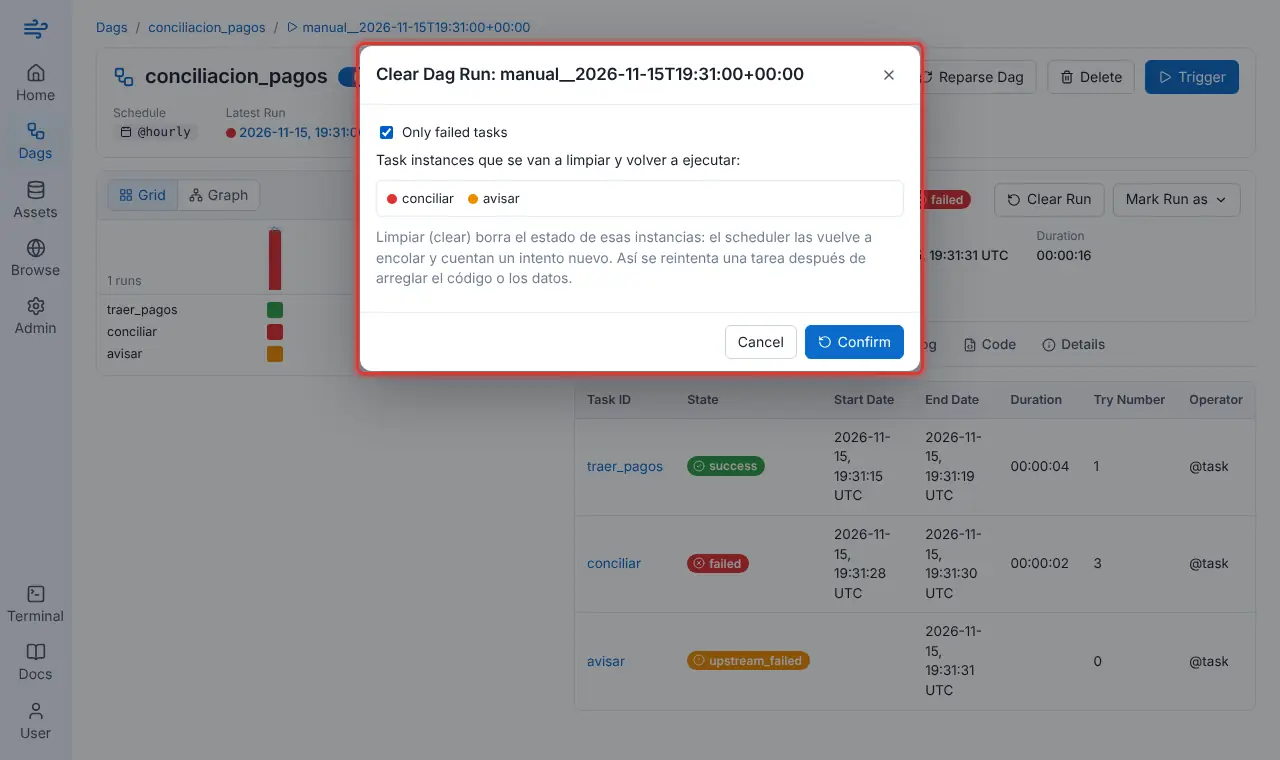 Home
Dags
Assets
Browse
Admin
Terminal
Docs
User
Dags / conciliacion_pagos / manual__2026-11-15T19:31:00+00:00
conciliacion_pagos
Reparse Dag
Delete
Trigger
Schedule
@hourly
Latest Run
2026-11-15, 19:31:0
Grid
Graph
1 runs
traer_pagos
conciliar
avisar
Clear Dag Run: manual__2026-11-15T19:31:00+00:00
Only failed tasks
Task instances que se van a limpiar y volver a ejecutar:
conciliar avisar
Limpiar (clear) borra el estado de esas instancias: el scheduler las vuelve a
encolar y cuentan un intento nuevo. Así se reintenta una tarea después de
arreglar el código o los datos.
Cancel
Confirm
failed
Clear Run
Mark Run as
19:31:31 UTC
Duration
00:00:16
Code
Details
Task ID State Start Date End Date Duration Try Number Operator
traer_pagos success 2026-11-15, 19:31:15 UTC 2026-11-15, 19:31:19 UTC 00:00:04 1 @task
conciliar failed 2026-11-15, 19:31:28 UTC 2026-11-15, 19:31:30 UTC 00:00:02 3 @task
avisar upstream_failed 2026-11-15, 19:31:31 UTC 0 @task